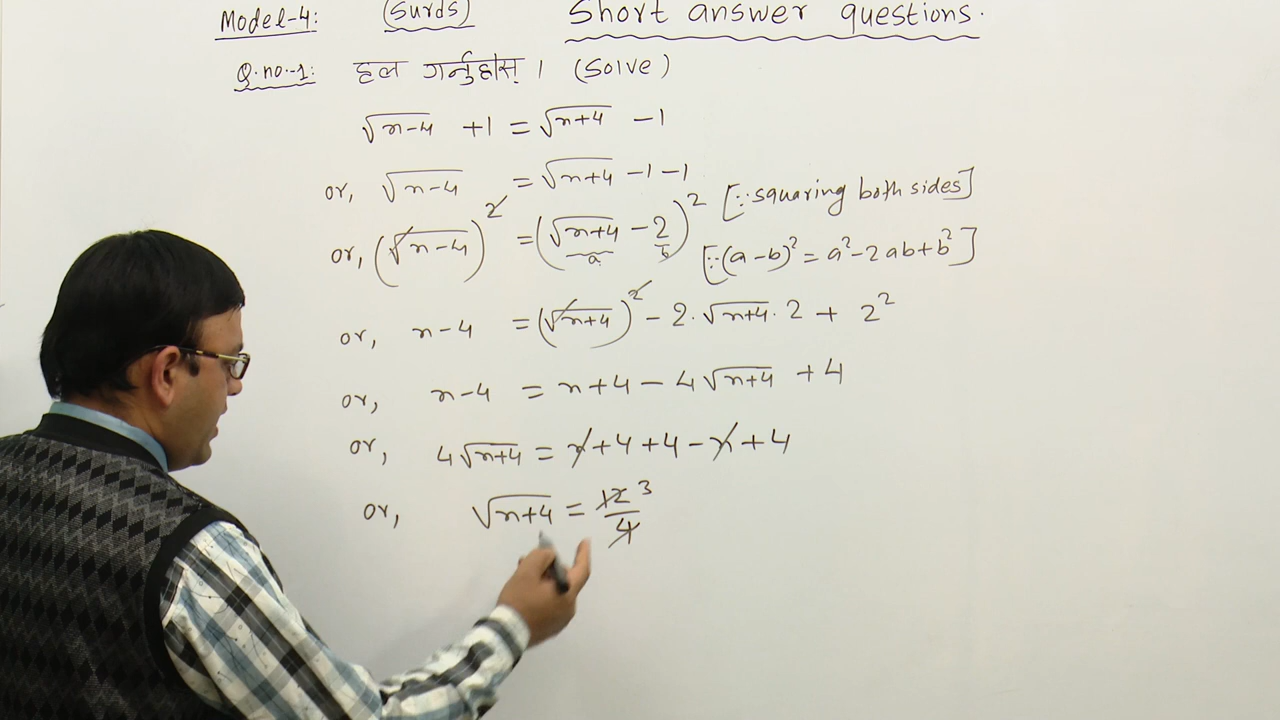 Model-4: (Surds) Short answer questions.
Q.no.-1: हल गर्नुहोस् । (Solve)
√x-4 + 1 = √x+4 - 1
or, √x-4 = √x+4 - 1 - 1
or, (√x-4)² = (√x+4 - 2)² [∵ squaring both sides]
a b [∵ (a-b)² = a² - 2ab + b²]
or, x-4 = (√x+4)² - 2·√x+4·2 + 2²
or, x-4 = x+4 - 4√x+4 + 4
or, 4√x+4 = x+4+4-x+4
or, √x+4 = 12/4 3